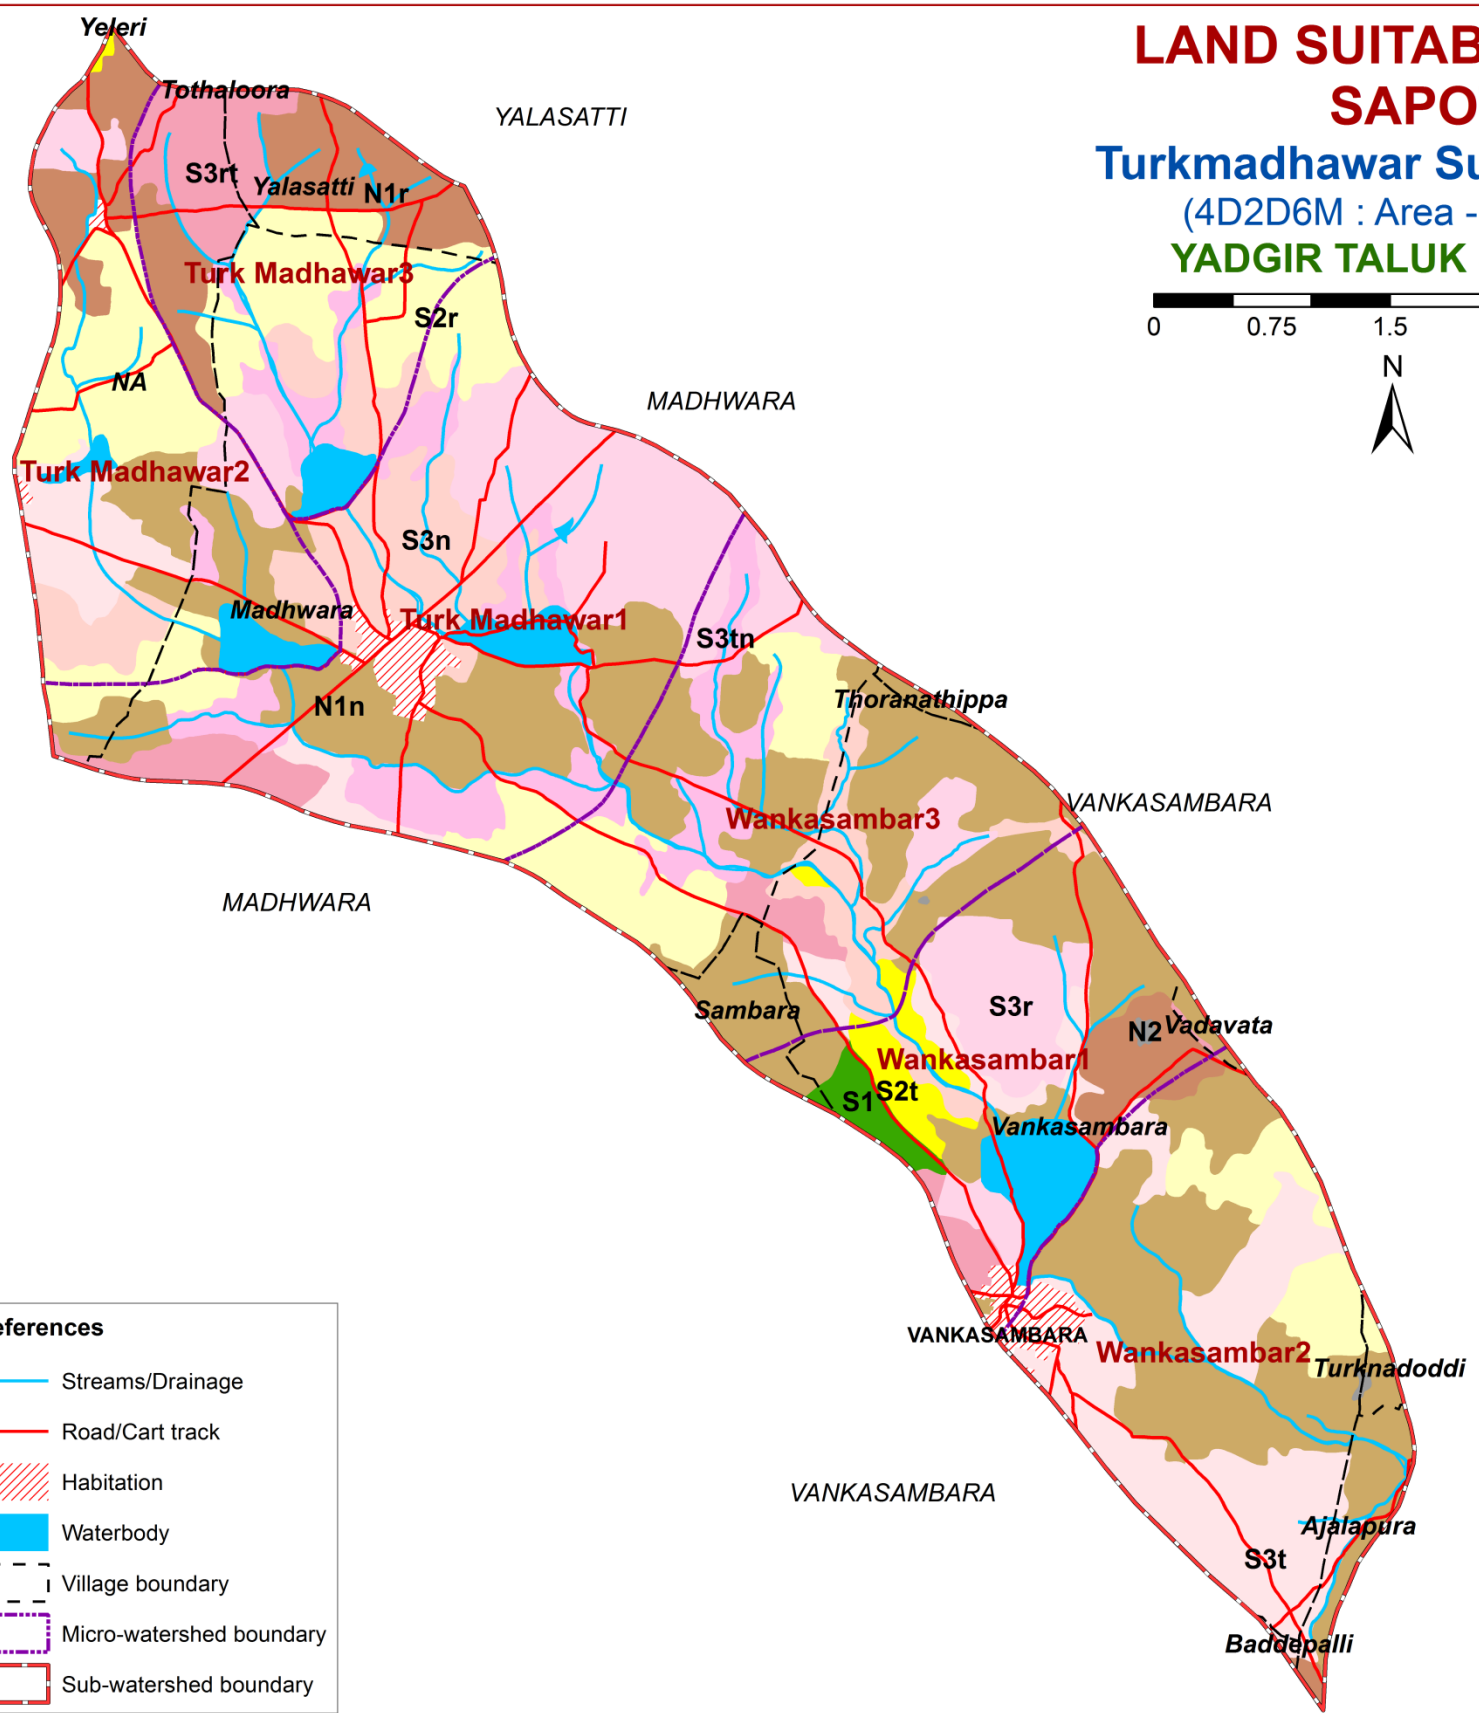 LAND SUITAB
SAPO
Turkmadhawar Su
(4D2D6M : Area -
YADGIR TALUK
0 0.75 1.5
N
Yeleri
Tothaloora
YALASATTI
S3rt
Yalasatti
N1r
Turk Madhawar3
S2r
NA
MADHWARA
Turk Madhawar2
S3n
Madhwara
Turk Madhawar1
S3tn
Thoranathippa
N1n
VANKASAMBARA
Wankasambar3
MADHWARA
Sambara
S3r
N2
Vadavata
Wankasambar1
S1
S2t
Vankasambara
VANKASAMBARA
Wankasambar2
Turknadoddi
VANKASAMBARA
Ajalapura
S3t
Baddepalli
eferences
Streams/Drainage
Road/Cart track
Habitation
Waterbody
Village boundary
Micro-watershed boundary
Sub-watershed boundary